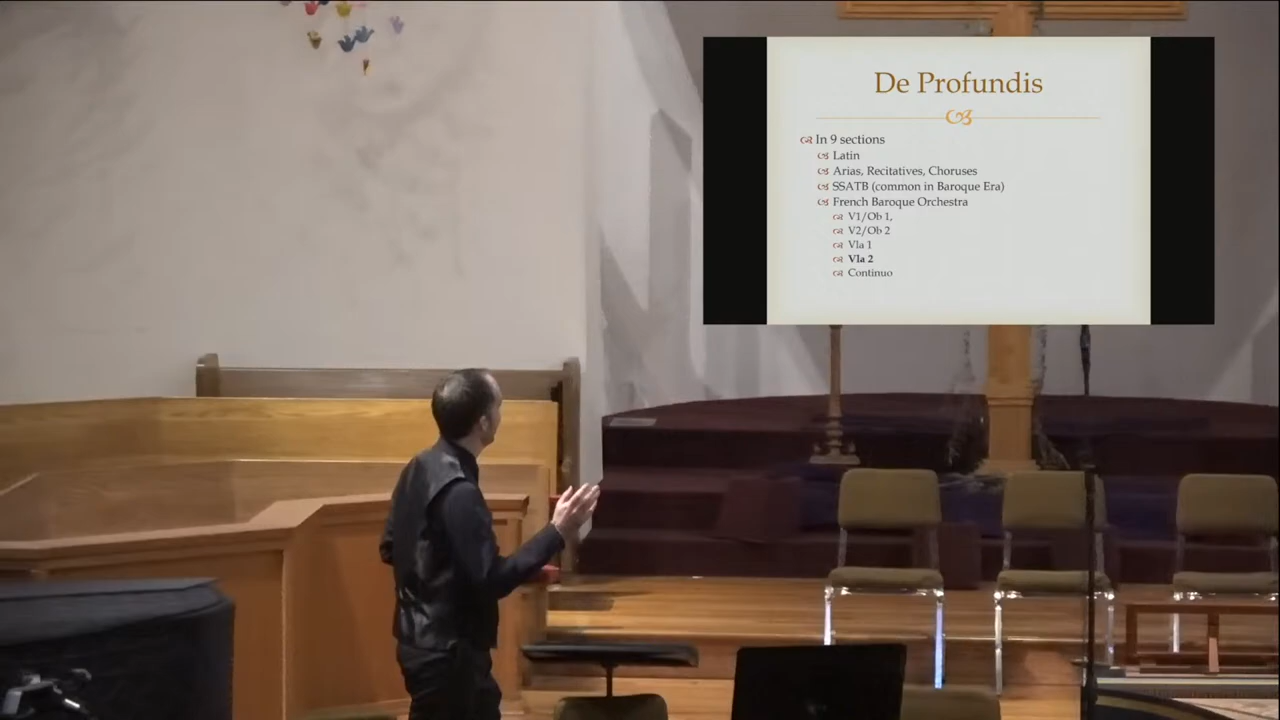 De Profundis
In 9 sections
Latin
Arias, Recitatives, Choruses
SSATB (common in Baroque Era)
French Baroque Orchestra
V1/Ob 1,
V2/Ob 2
Vla 1
Vla 2
Continuo